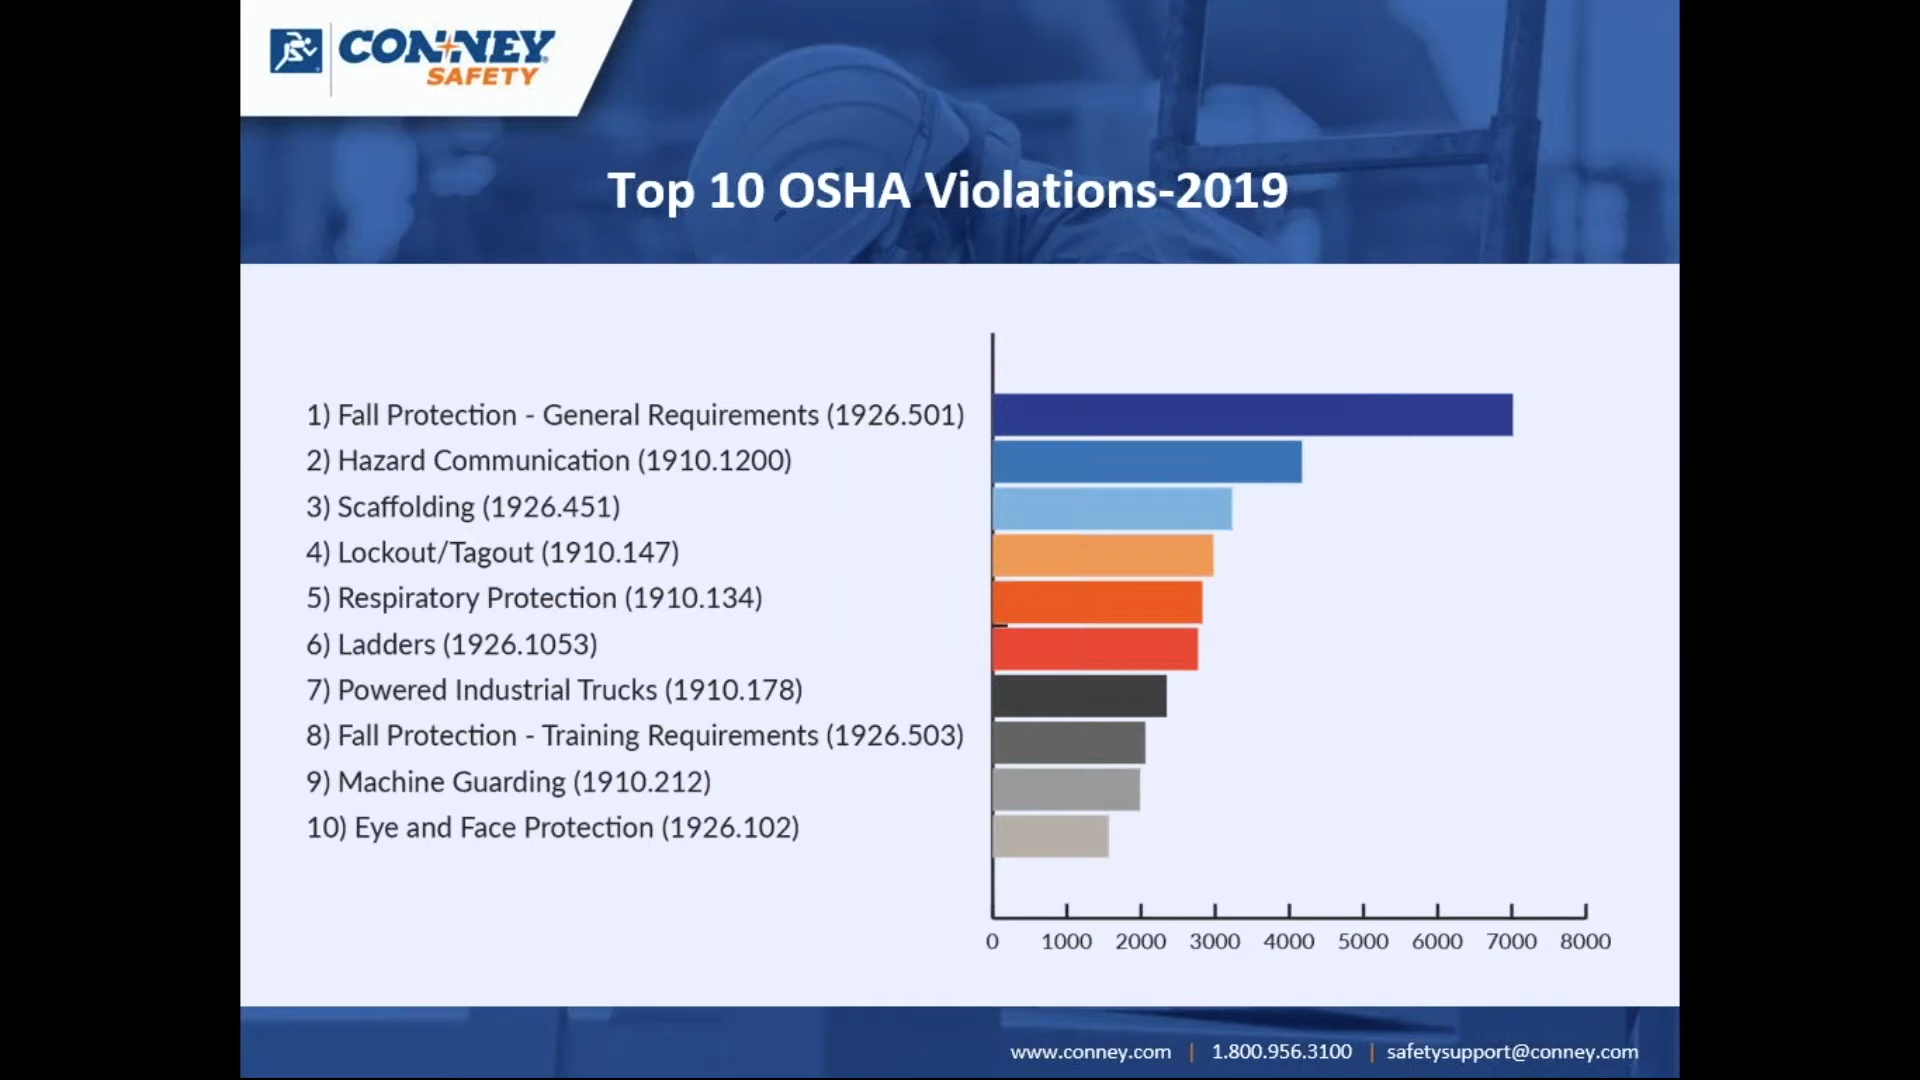 CONNEY
SAFETY
Top 10 OSHA Violations-2019
1) Fall Protection - General Requirements (1926.501)
2) Hazard Communication (1910.1200)
3) Scaffolding (1926.451)
4) Lockout/Tagout (1910.147)
5) Respiratory Protection (1910.134)
6) Ladders (1926.1053)
7) Powered Industrial Trucks (1910.178)
8) Fall Protection - Training Requirements (1926.503)
9) Machine Guarding (1910.212)
10) Eye and Face Protection (1926.102)
0 1000 2000 3000 4000 5000 6000 7000 8000
www.conney.com | 1.800.956.3100 | safetysupport@conney.com